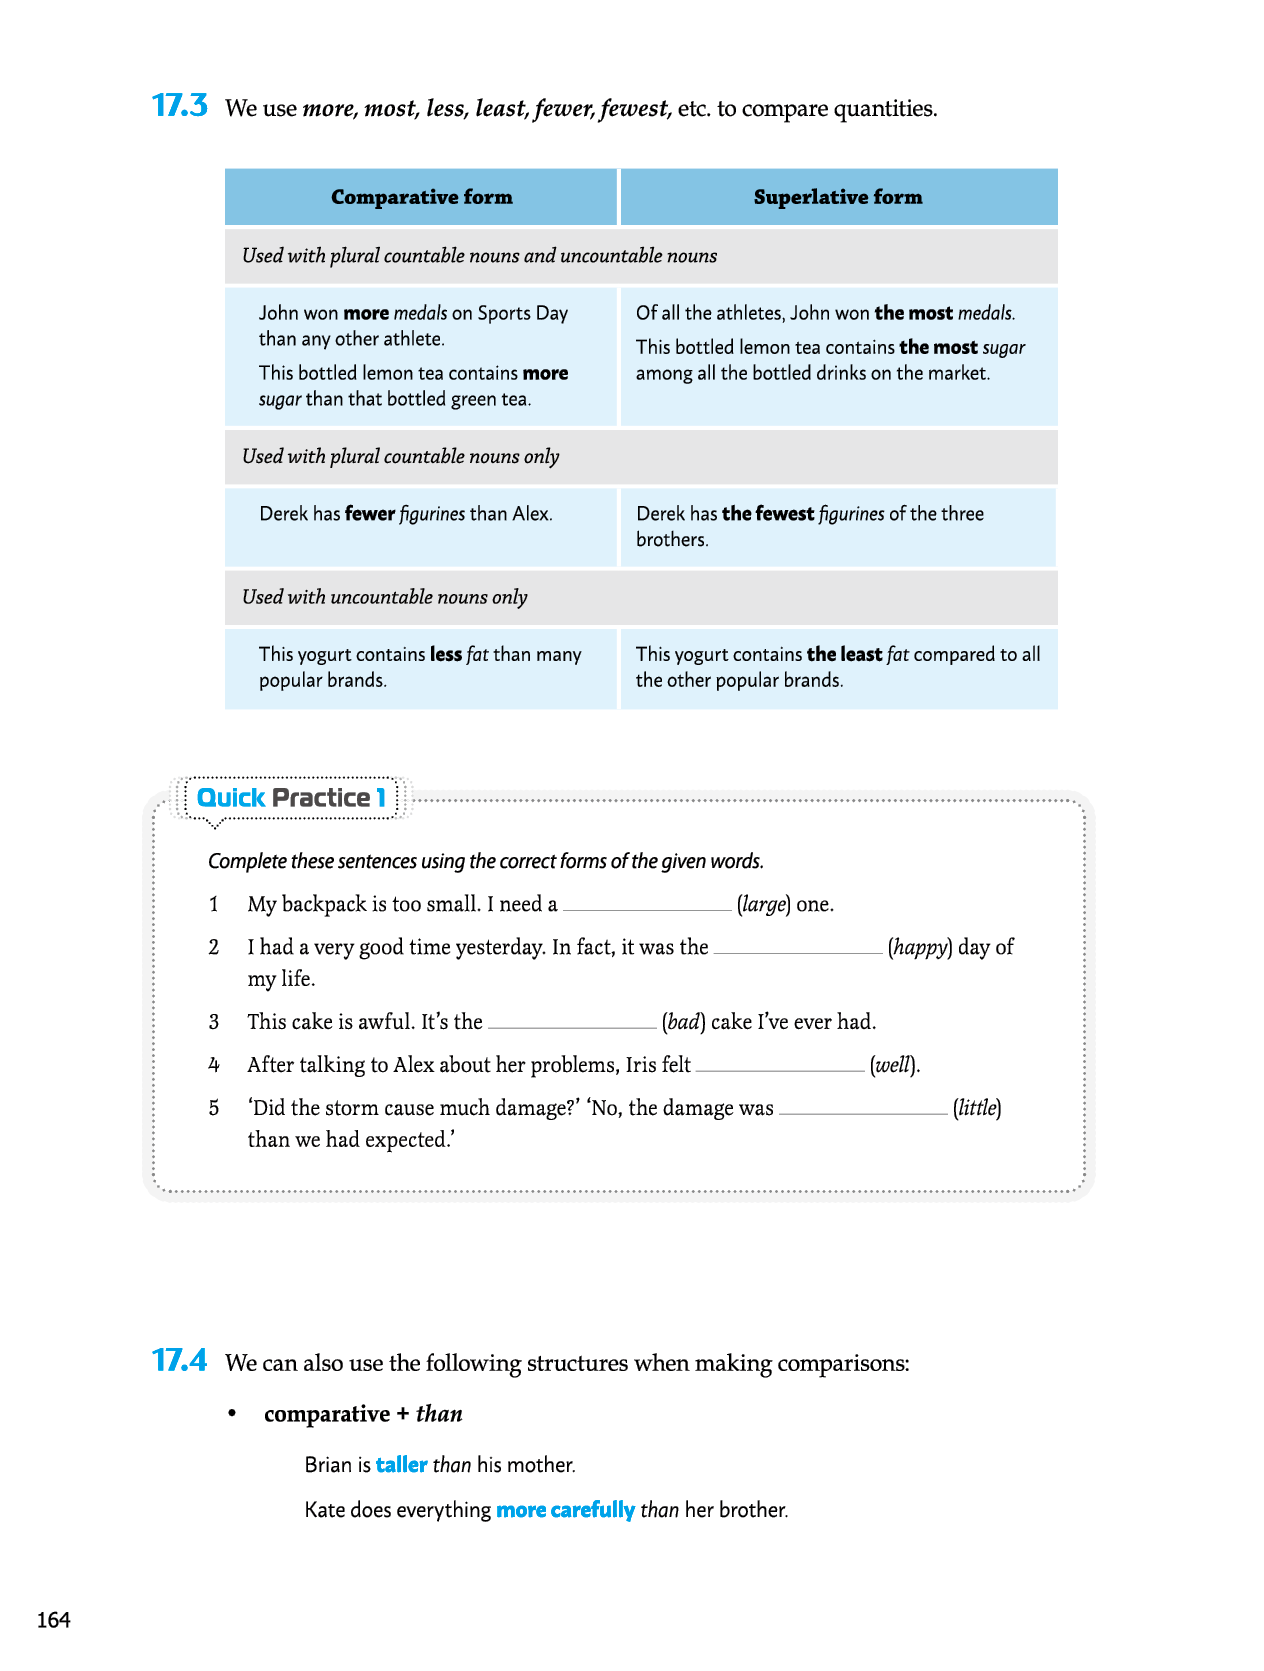 17.3 We use more, most, less, least, fewer, fewest, etc. to compare quantities.
Comparative form
Superlative form
Used with plural countable nouns and uncountable nouns
John won more medals on Sports Day
than any other athlete.
This bottled lemon tea contains more
sugar than that bottled green tea.
Of all the athletes, John won the most medals.
This bottled lemon tea contains the most sugar
among all the bottled drinks on the market.
Used with plural countable nouns only
Derek has fewer figurines than Alex.
Derek has the fewest figurines of the three
brothers.
Used with uncountable nouns only
This yogurt contains less fat than many
popular brands.
This yogurt contains the least fat compared to all
the other popular brands.
Quick Practice 1
Complete these sentences using the correct forms of the given words.
1 My backpack is too small. I need a ____________ (large) one.
2 I had a very good time yesterday. In fact, it was the ____________ (happy) day of
my life.
3 This cake is awful. It's the ____________ (bad) cake I've ever had.
4 After talking to Alex about her problems, Iris felt ____________ (well).
5 ‘Did the storm cause much damage?’ ‘No, the damage was ____________ (little)
than we had expected.’
17.4 We can also use the following structures when making comparisons:
• comparative + than
Brian is taller than his mother.
Kate does everything more carefully than her brother.
164